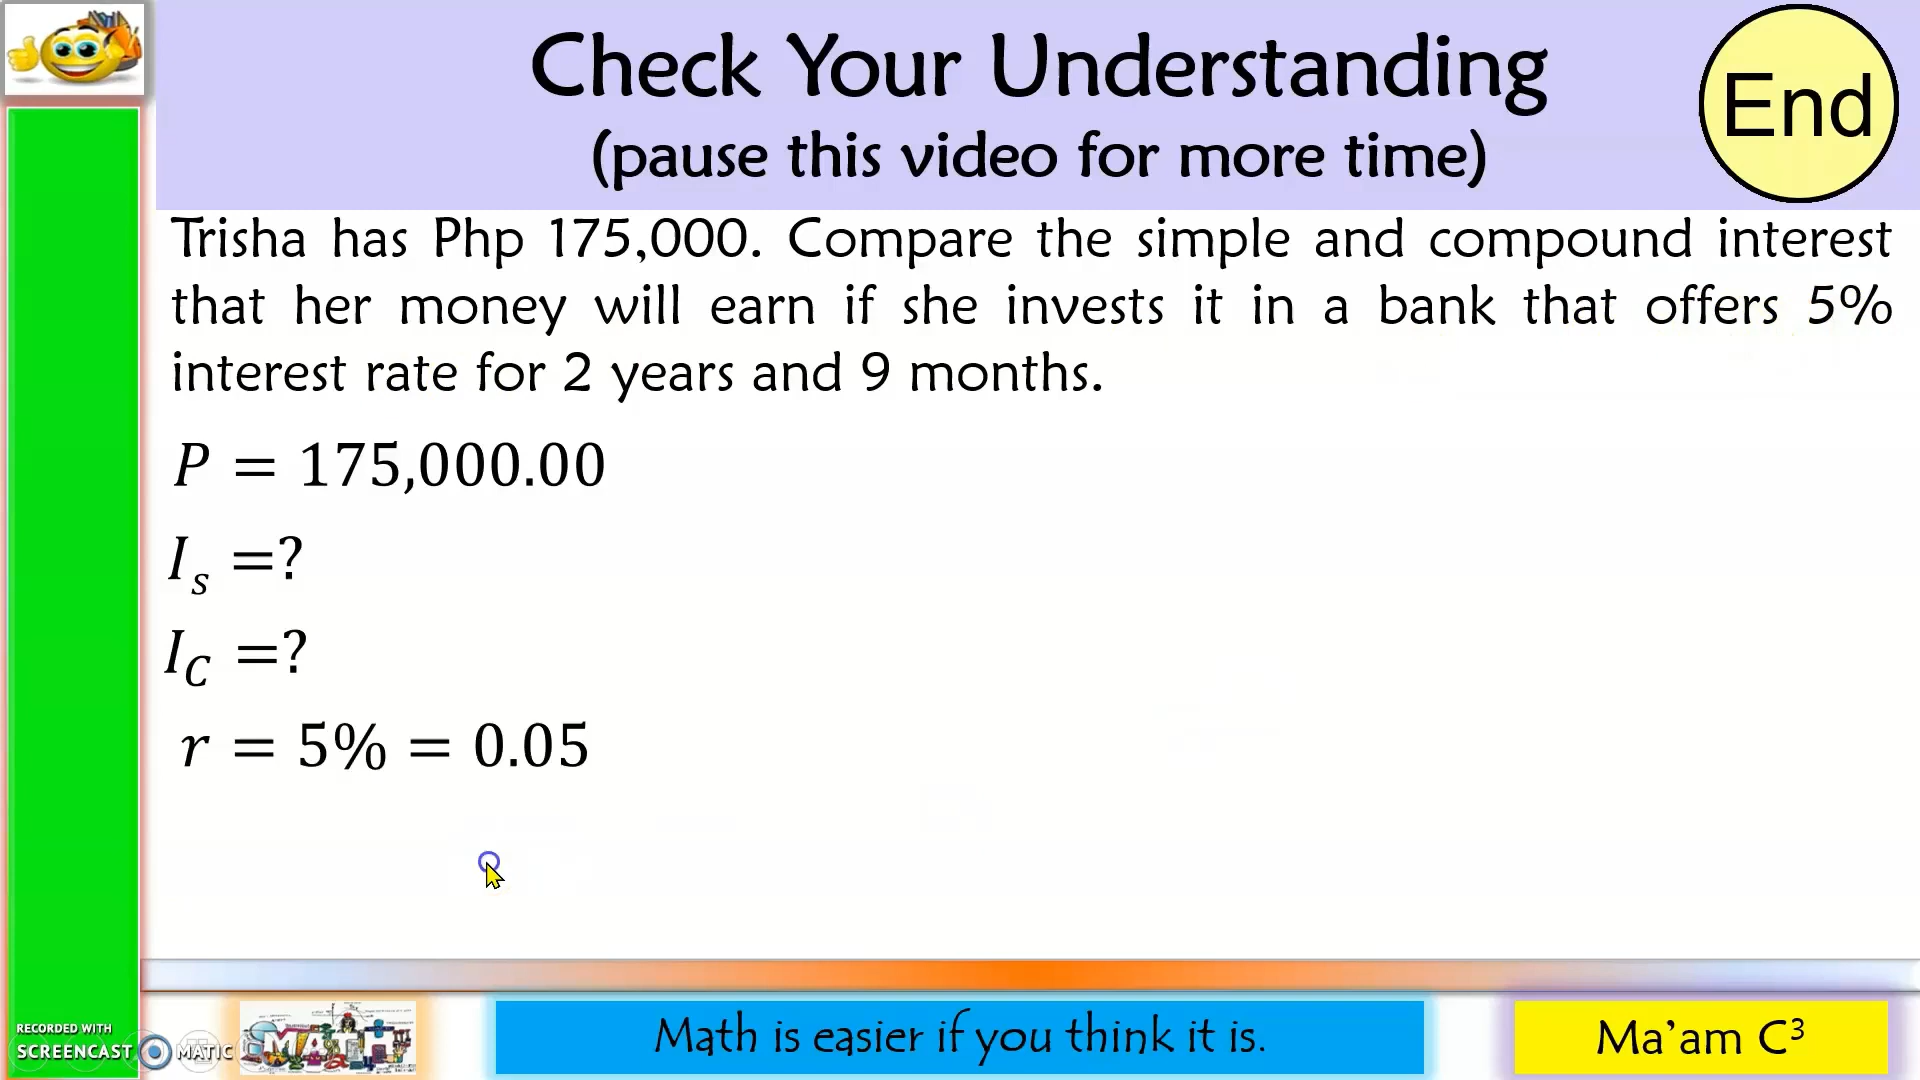 Check Your Understanding
(pause this video for more time)
End
Trisha has Php 175,000. Compare the simple and compound interest
that her money will earn if she invests it in a bank that offers 5%
interest rate for 2 years and 9 months.
P = 175,000.00
I_s =?
I_C =?
r = 5% = 0.05
RECORDED WITH
SCREENCAST MATIC
MATH
Math is easier if you think it is.
Ma’am C³